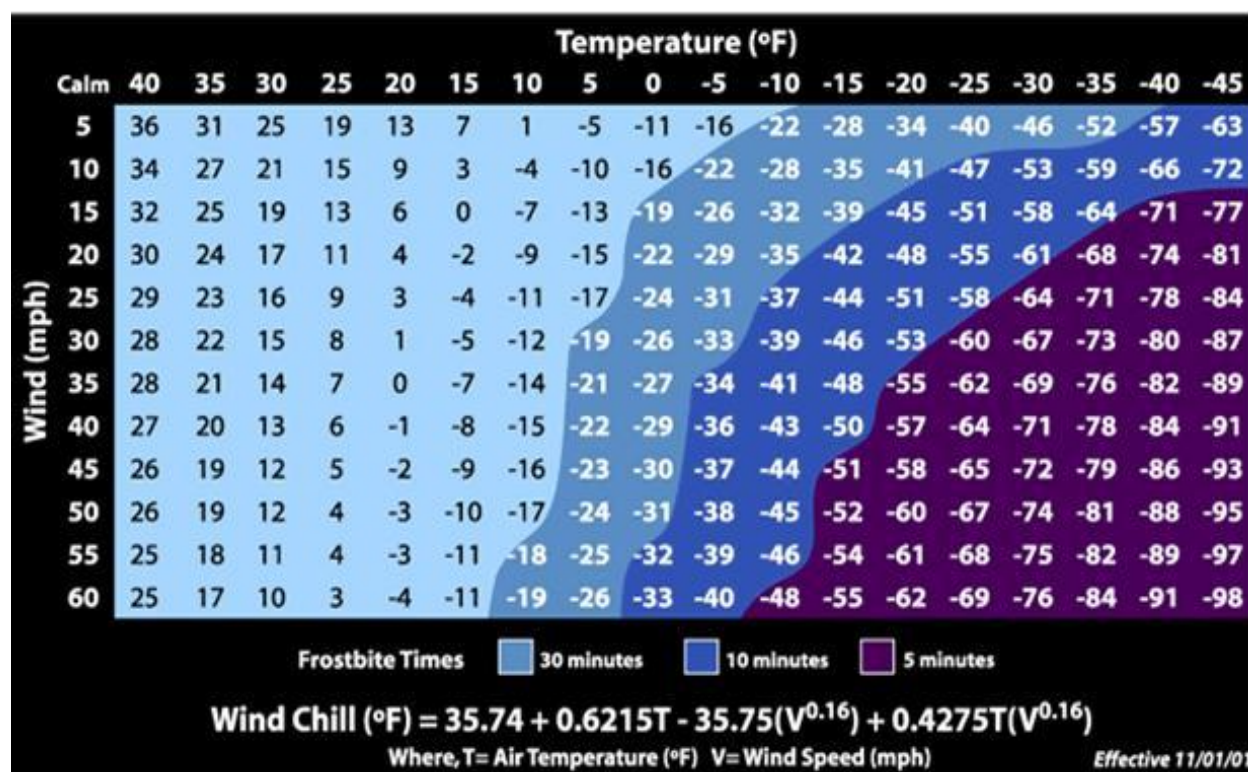 Temperature (ºF)
Calm 40 35 30 25 20 15 10 5 0 -5 -10 -15 -20 -25 -30 -35 -40 -45
5 36 31 25 19 13 7 1 -5 -11 -16 -22 -28 -34 -40 -46 -52 -57 -63
10 34 27 21 15 9 3 -4 -10 -16 -22 -28 -35 -41 -47 -53 -59 -66 -72
15 32 25 19 13 6 0 -7 -13 -19 -26 -32 -39 -45 -51 -58 -64 -71 -77
20 30 24 17 11 4 -2 -9 -15 -22 -29 -35 -42 -48 -55 -61 -68 -74 -81
25 29 23 16 9 3 -4 -11 -17 -24 -31 -37 -44 -51 -58 -64 -71 -78 -84
30 28 22 15 8 1 -5 -12 -19 -26 -33 -39 -46 -53 -60 -67 -73 -80 -87
35 28 21 14 7 0 -7 -14 -21 -27 -34 -41 -48 -55 -62 -69 -76 -82 -89
40 27 20 13 6 -1 -8 -15 -22 -29 -36 -43 -50 -57 -64 -71 -78 -84 -91
45 26 19 12 5 -2 -9 -16 -23 -30 -37 -44 -51 -58 -65 -72 -79 -86 -93
50 26 19 12 4 -3 -10 -17 -24 -31 -38 -45 -52 -60 -67 -74 -81 -88 -95
55 25 18 11 4 -3 -11 -18 -25 -32 -39 -46 -54 -61 -68 -75 -82 -89 -97
60 25 17 10 3 -4 -11 -19 -26 -33 -40 -48 -55 -62 -69 -76 -84 -91 -98
Wind (mph)
Frostbite Times 30 minutes 10 minutes 5 minutes
Wind Chill (ºF) = 35.74 + 0.6215T - 35.75(V^0.16) + 0.4275T(V^0.16)
Where, T= Air Temperature (ºF) V= Wind Speed (mph) Effective 11/01/01